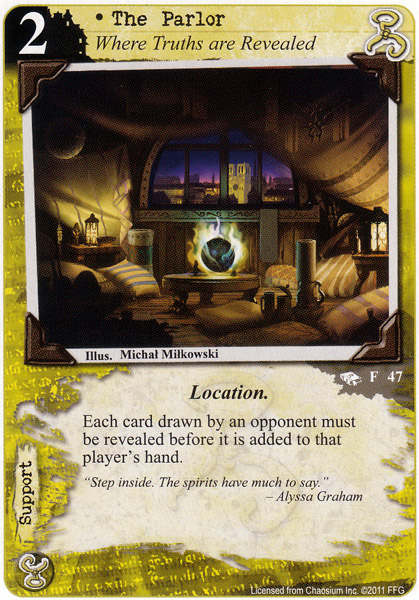 2
• The Parlor
Where Truths are Revealed
Illus. Michał Miłkowski
F 47
Location.
Each card drawn by an opponent must
be revealed before it is added to that
player's hand.
"Step inside. The spirits have much to say."
– Alyssa Graham
Support
Licensed from Chaosium Inc. ©2011 FFG